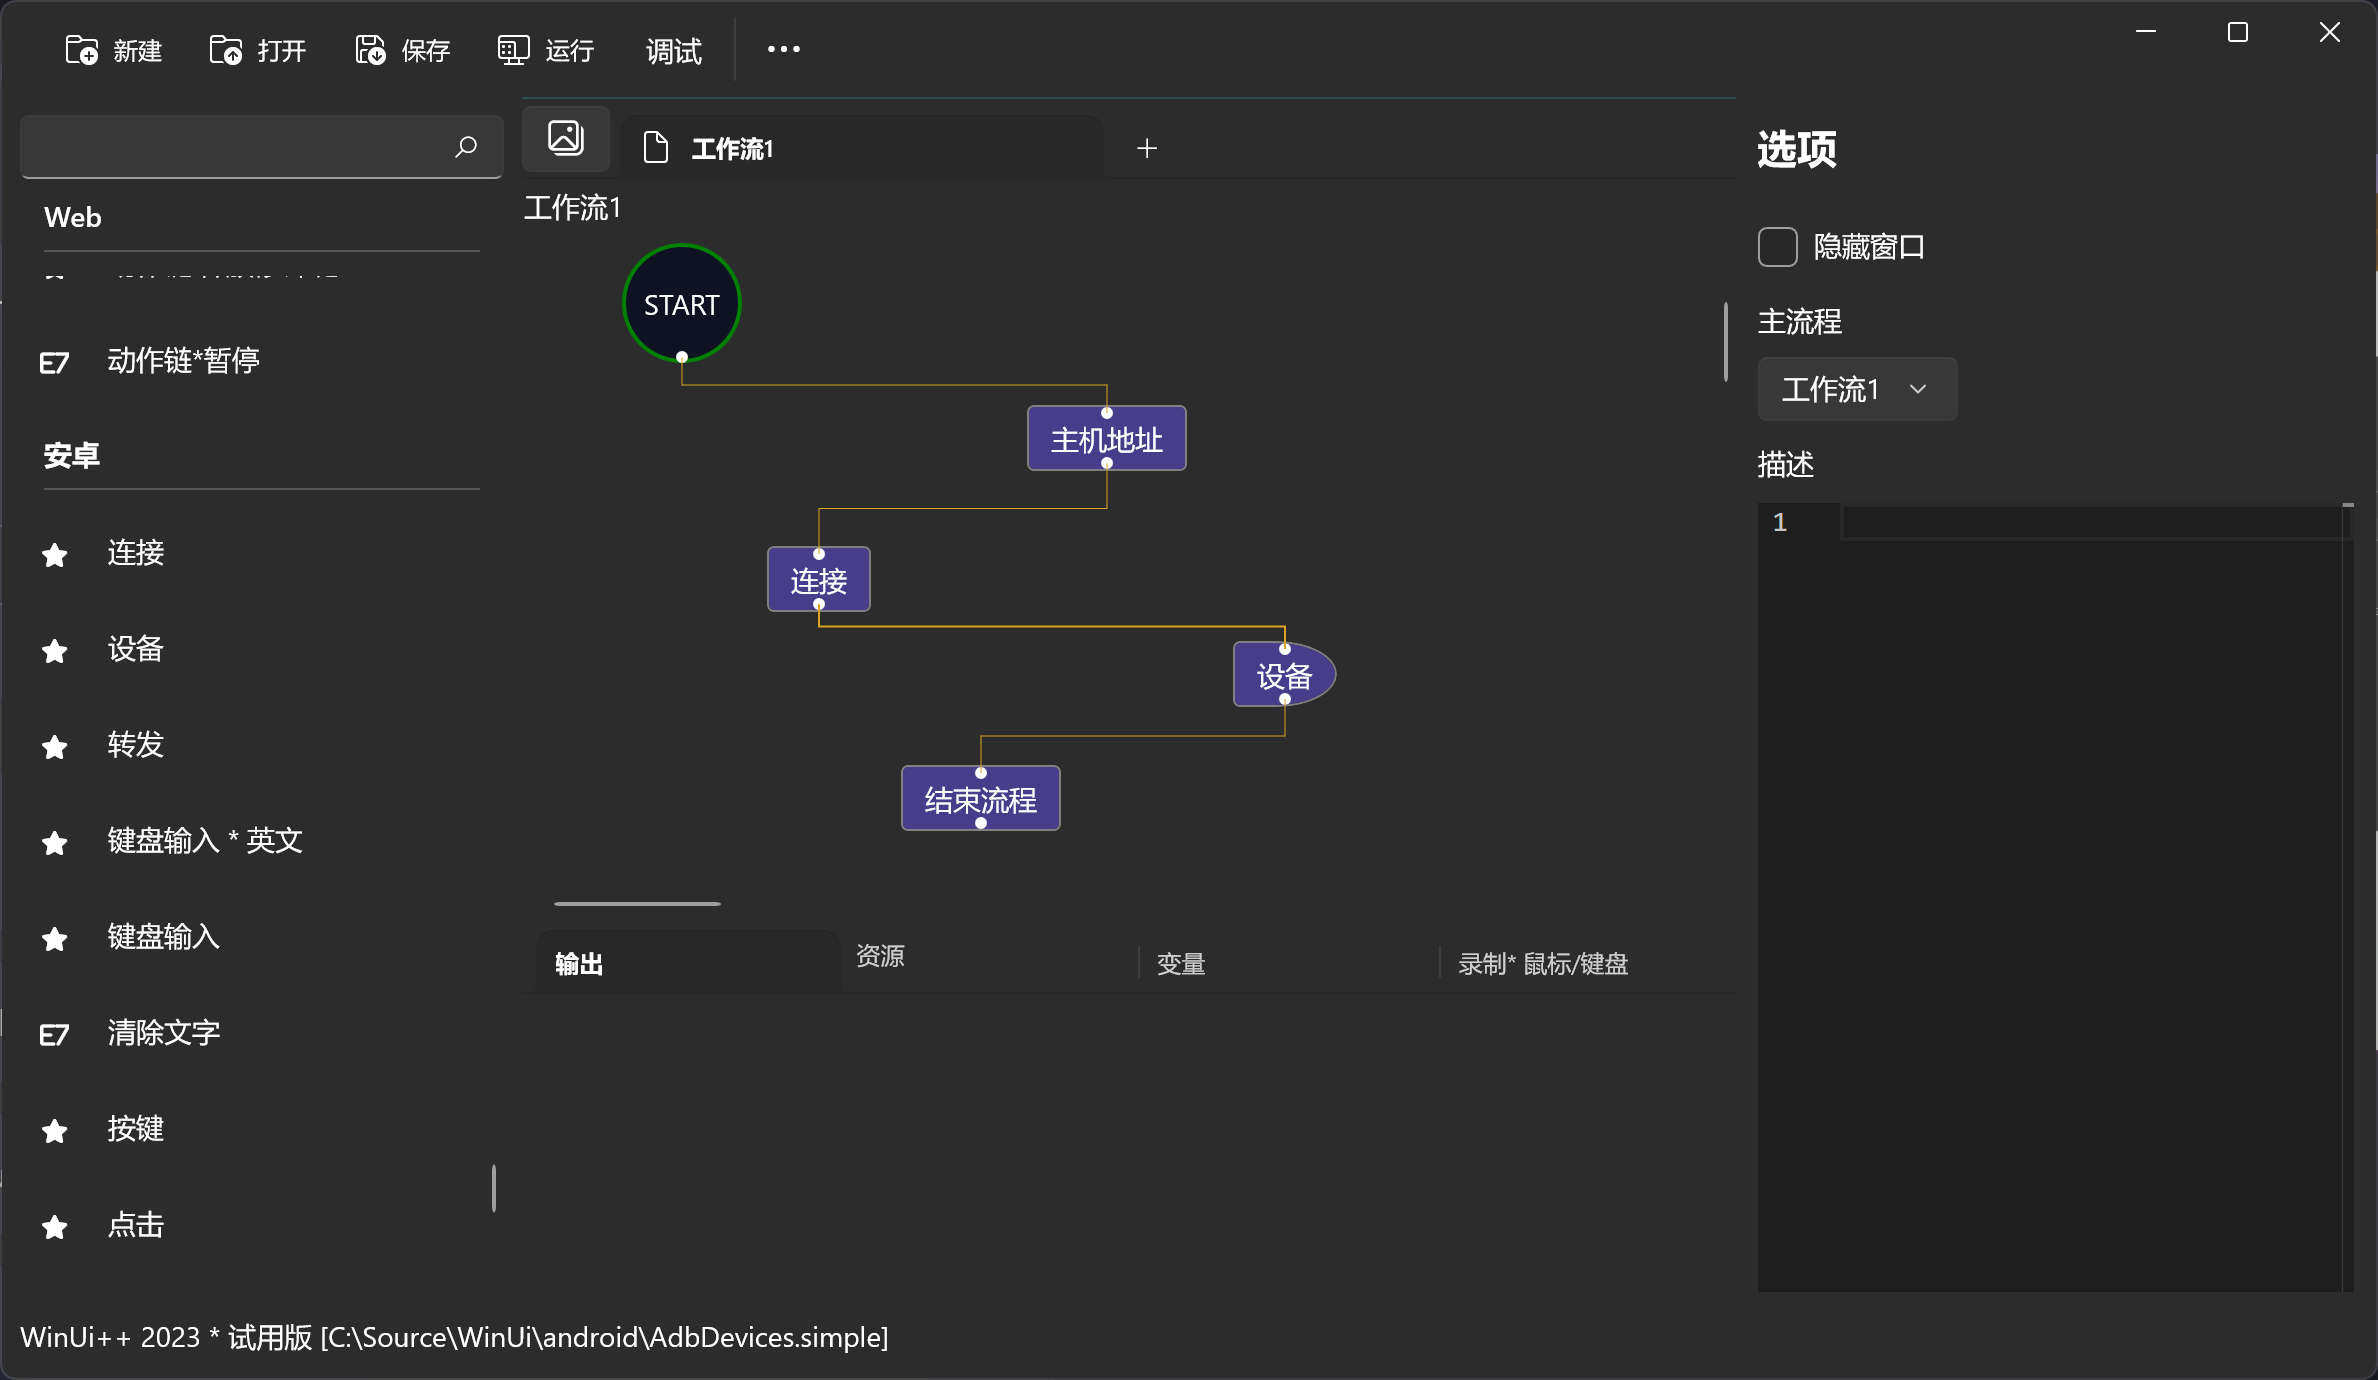 新建 打开 保存 运行 调试
工作流1
工作流1
Web
动作链*暂停
安卓
连接
设备
转发
键盘输入 * 英文
键盘输入
清除文字
按键
点击
START
主机地址
连接
设备
结束流程
输出 资源 变量 录制* 鼠标/键盘
选项
隐藏窗口
主流程
工作流1
描述
1
WinUi++ 2023 * 试用版 [C:\Source\WinUi\android\AdbDevices.simple]